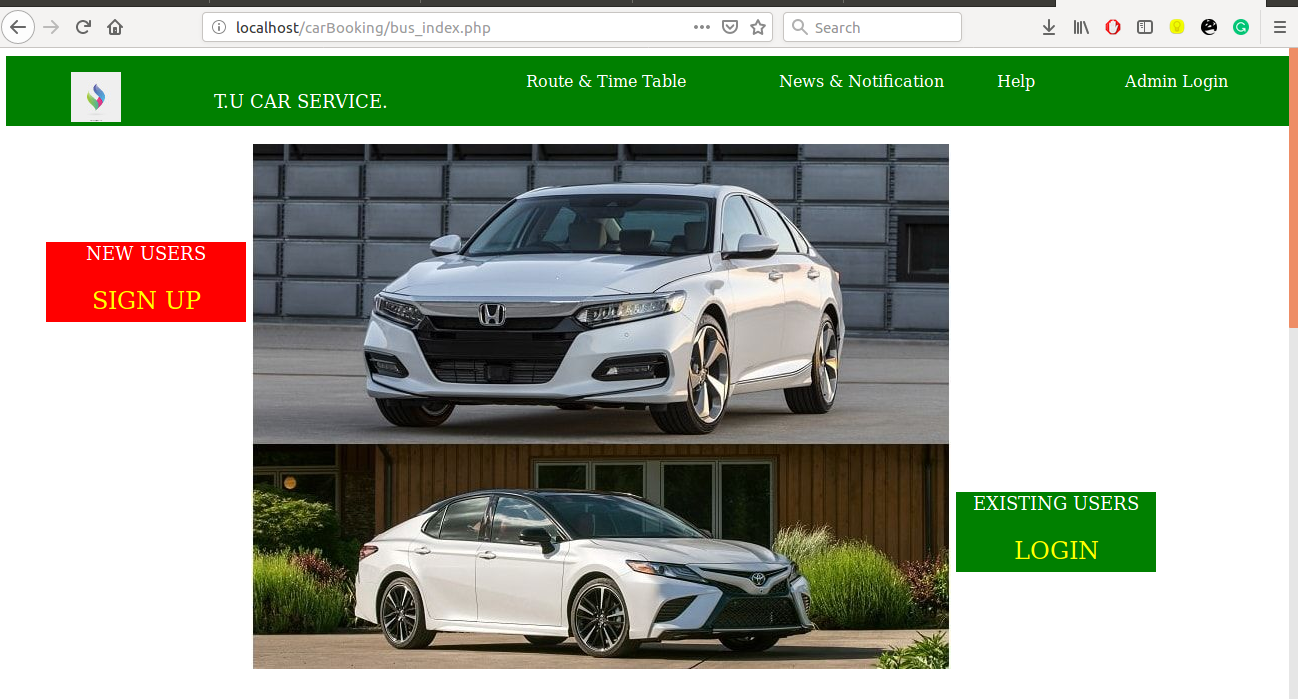 localhost/carBooking/bus_index.php
Search
T.U CAR SERVICE.
Route & Time Table
News & Notification
Help
Admin Login
NEW USERS
SIGN UP
EXISTING USERS
LOGIN